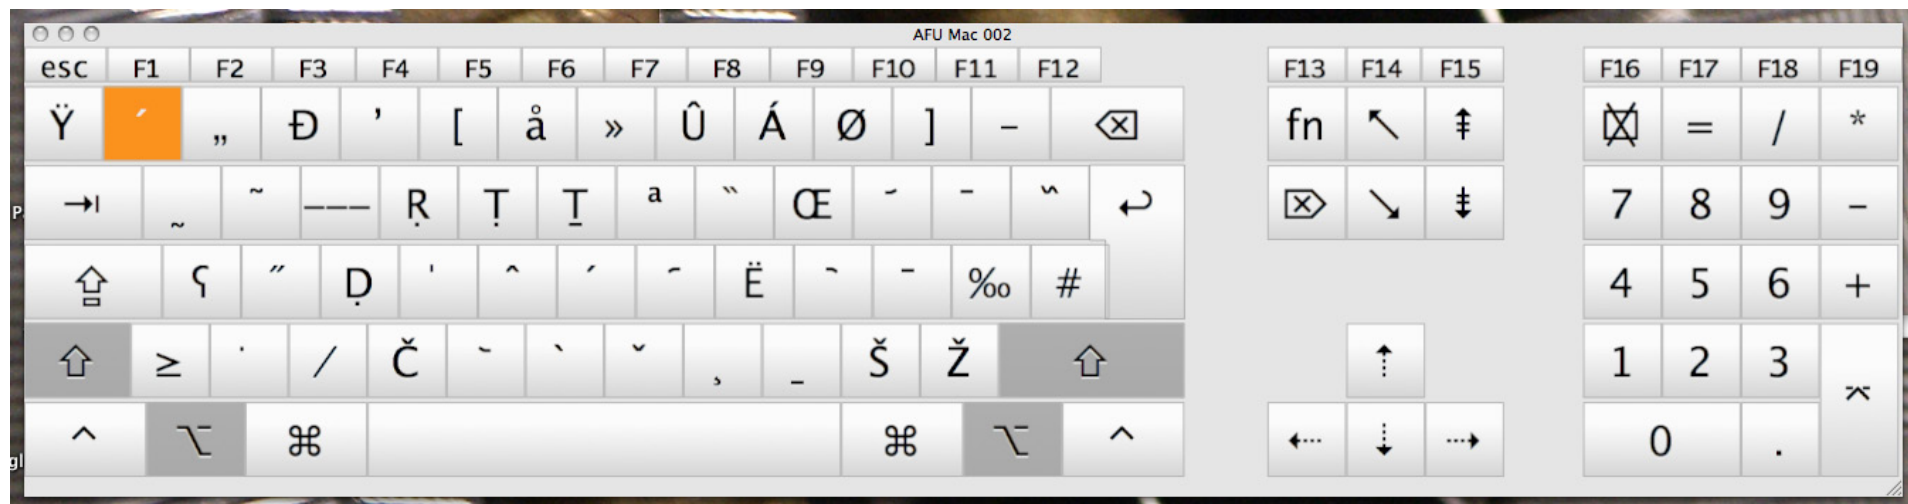 AFU Mac 002
esc F1 F2 F3 F4 F5 F6 F7 F8 F9 F10 F11 F12 F13 F14 F15 F16 F17 F18 F19
Ÿ ´ „ Đ ’ [ å » Û Á Ø ] – ⌫ fn ↖ ⇞ = / *
⇥ ˷ ˜ ——— Ṛ Ṭ Ṯ ª Œ ¯ ↩ ⌦ ↘ ⇟ 7 8 9 −
⇪ ʕ ˝ Ḍ ˈ ˆ ´ Ë ¯ ‰ # 4 5 6 +
⇧ ≥ ˙ ⁄ Č ` ˇ ¸ _ Š Ž ⇧ ⇡ 1 2 3 ⌅
⌃ ⌥ ⌘ ⌘ ⌥ ⌃ ⇠ ⇣ ⇢ 0 .